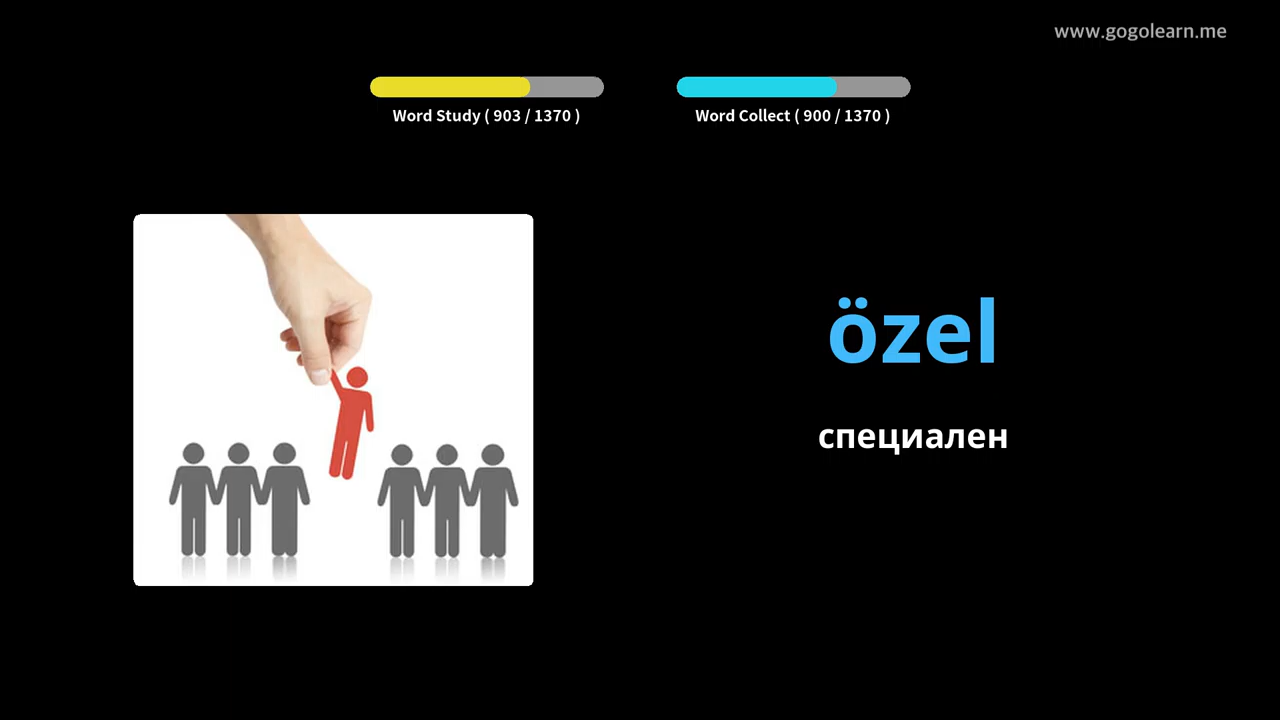 www.gogolearn.me
Word Study ( 903 / 1370 )
Word Collect ( 900 / 1370 )
özel
специален